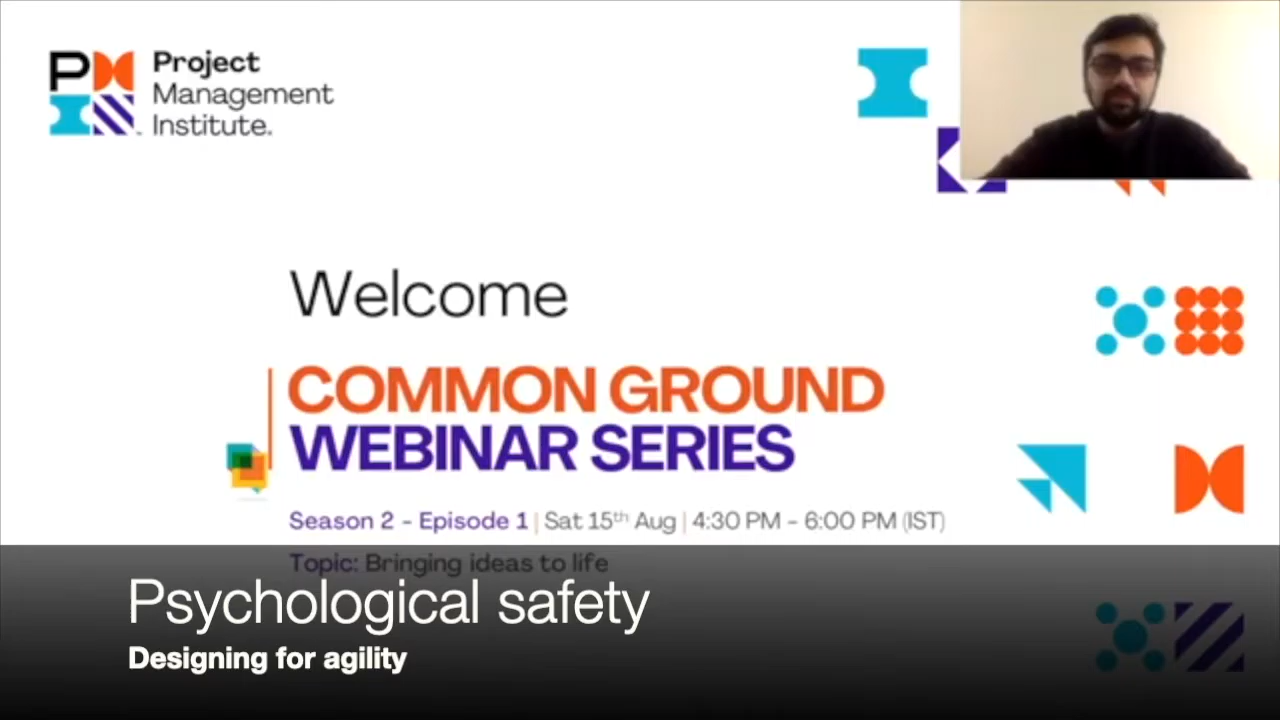 Project
Management
Institute.
Welcome
COMMON GROUND
WEBINAR SERIES
Season 2 - Episode 1 | Sat 15th Aug | 4:30 PM - 6:00 PM (IST)
Topic: Bringing ideas to life
Psychological safety
Designing for agility